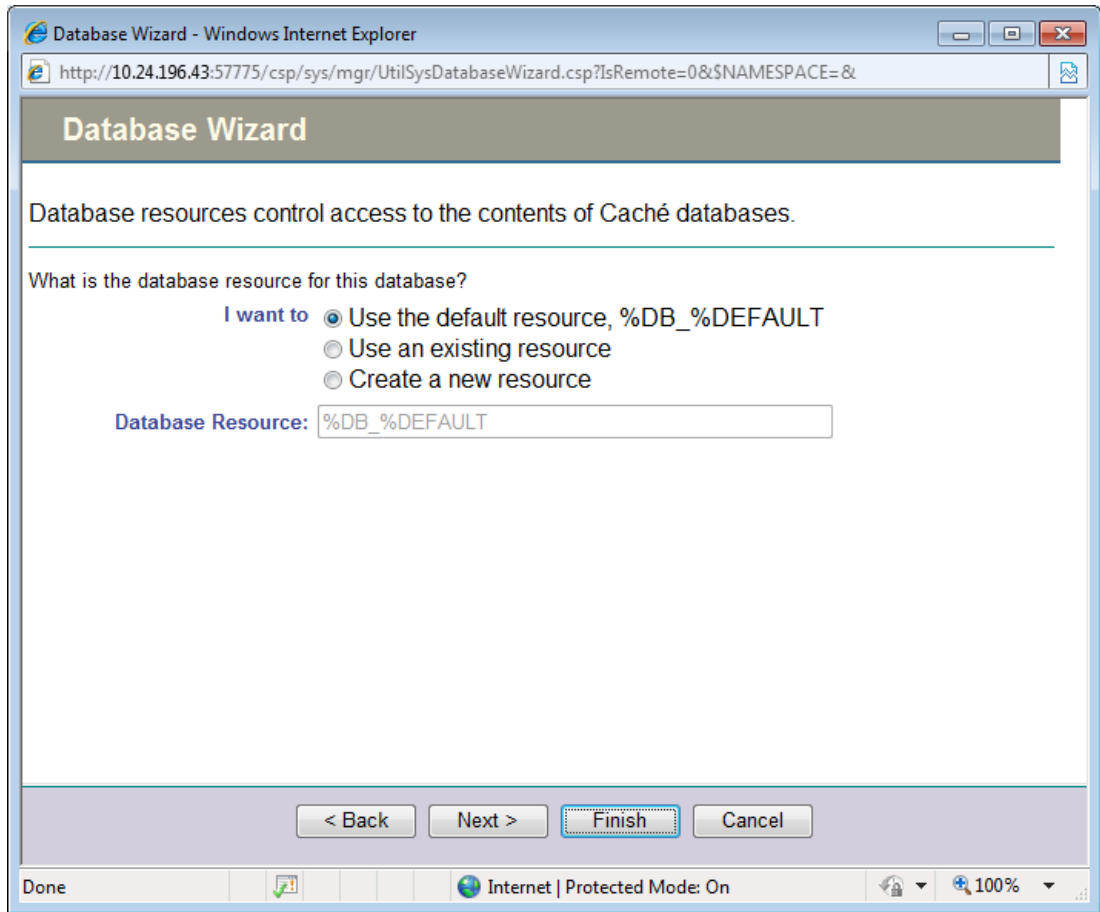 Database Wizard - Windows Internet Explorer
http://10.24.196.43:57775/csp/sys/mgr/UtilSysDatabaseWizard.csp?IsRemote=0&$NAMESPACE=&
Database Wizard
Database resources control access to the contents of Caché databases.
What is the database resource for this database?
I want to Use the default resource, %DB_%DEFAULT
Use an existing resource
Create a new resource
Database Resource: %DB_%DEFAULT
< Back Next > Finish Cancel
Done Internet | Protected Mode: On 100%